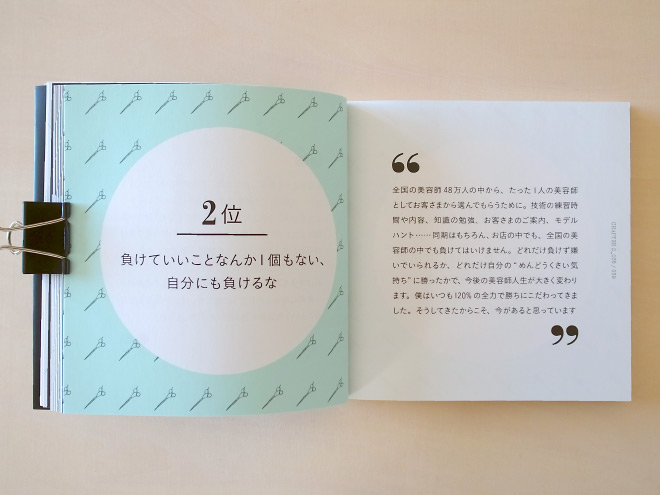 2位
負けていいことなんか1個もない、
自分にも負けるな
❝
全国の美容師48万人の中から、たった1人の美容師
としてお客さまから選んでもらうために。技術の練習時
間や内容、知識の勉強、お客さまのご案内、モデル
ハント……同期はもちろん、お店の中でも、全国の美
容師の中でも負けてはいけません。どれだけ負けず嫌
いでいられるか、どれだけ自分の“めんどうくさい気
持ち”に勝ったかで、今後の美容師人生が大きく変わり
ます。僕はいつも120%の全力で勝ちにこだわってきま
した。そうしてきたからこそ、今があると思っています
❞